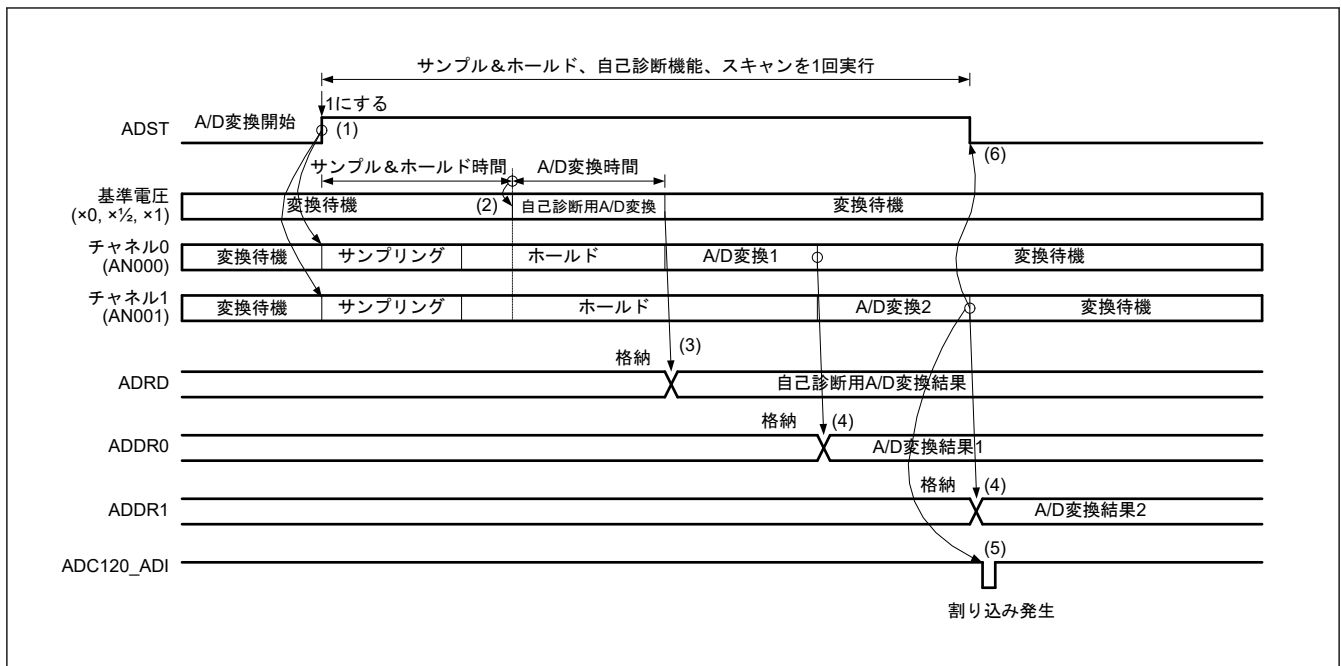 サンプル＆ホールド、自己診断機能、スキャンを1回実行
1にする
ADST
A/D変換開始
(1)
(6)
サンプル＆ホールド時間
A/D変換時間
基準電圧
(×0, ×½, ×1)
変換待機
(2)
自己診断用A/D変換
変換待機
チャネル0
(AN000)
変換待機
サンプリング
ホールド
A/D変換1
変換待機
チャネル1
(AN001)
変換待機
サンプリング
ホールド
A/D変換2
変換待機
格納
(3)
ADRD
自己診断用A/D変換結果
格納
(4)
ADDR0
A/D変換結果1
格納
(4)
ADDR1
A/D変換結果2
(5)
ADC120_ADI
割り込み発生